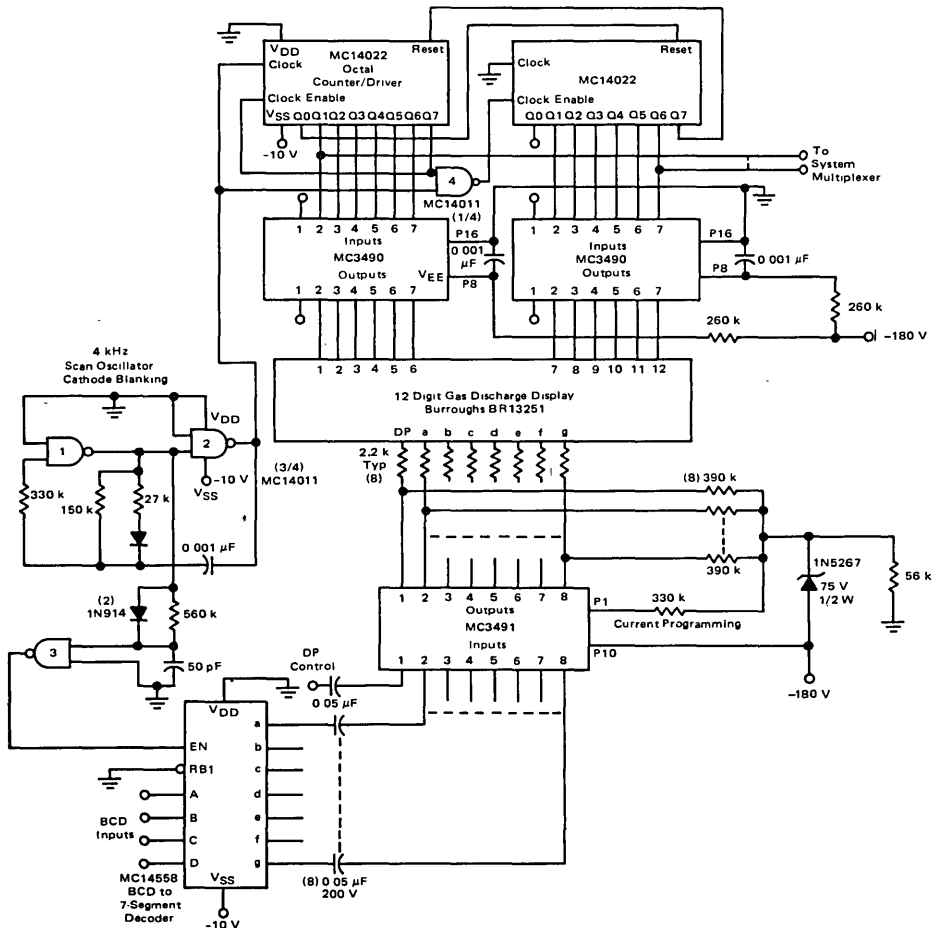 VDD
MC14022
Octal
Counter/Driver
Reset
Clock
Clock Enable
VSS Q0 Q1 Q2 Q3 Q4 Q5 Q6 Q7
-10 V
Reset
Clock
MC14022
Clock Enable
Q0 Q1 Q2 Q3 Q4 Q5 Q6 Q7
To
System
Multiplexer
4
MC14011
(1/4)
1 2 3 4 5 6 7
Inputs
MC3490
Outputs
1 2 3 4 5 6 7
P16
0 001
µF
VEE
P8
1 2 3 4 5 6 7
Inputs
MC3490
Outputs
1 2 3 4 5 6 7
P16
P8
0 001
µF
260 k
260 k
-180 V
4 kHz
Scan Oscillator
Cathode Blanking
1 2 3 4 5 6
7 8 9 10 11 12
12 Digit Gas Discharge Display
Burroughs BR13251
DP a b c d e f g
VDD
1
2
-10 V
VSS
(3/4)
MC14011
330 k
150 k
27 k
0 001 µF
2.2 k
Typ
(8)
(8) 390 k
390 k
1N5267
75 V
1/2 W
56 k
(2)
1N914
560 k
3
50 pF
1 2 3 4 5 6 7 8
Outputs
MC3491
Inputs
1 2 3 4 5 6 7 8
P1
330 k
Current Programming
P10
-180 V
DP
Control
0 05 µF
VDD
EN
RB1
A
B
C
D
a
b
c
d
e
f
g
BCD
Inputs
VSS
MC14558
BCD to
7-Segment
Decoder
-10 V
(8) 0 05 µF
200 V